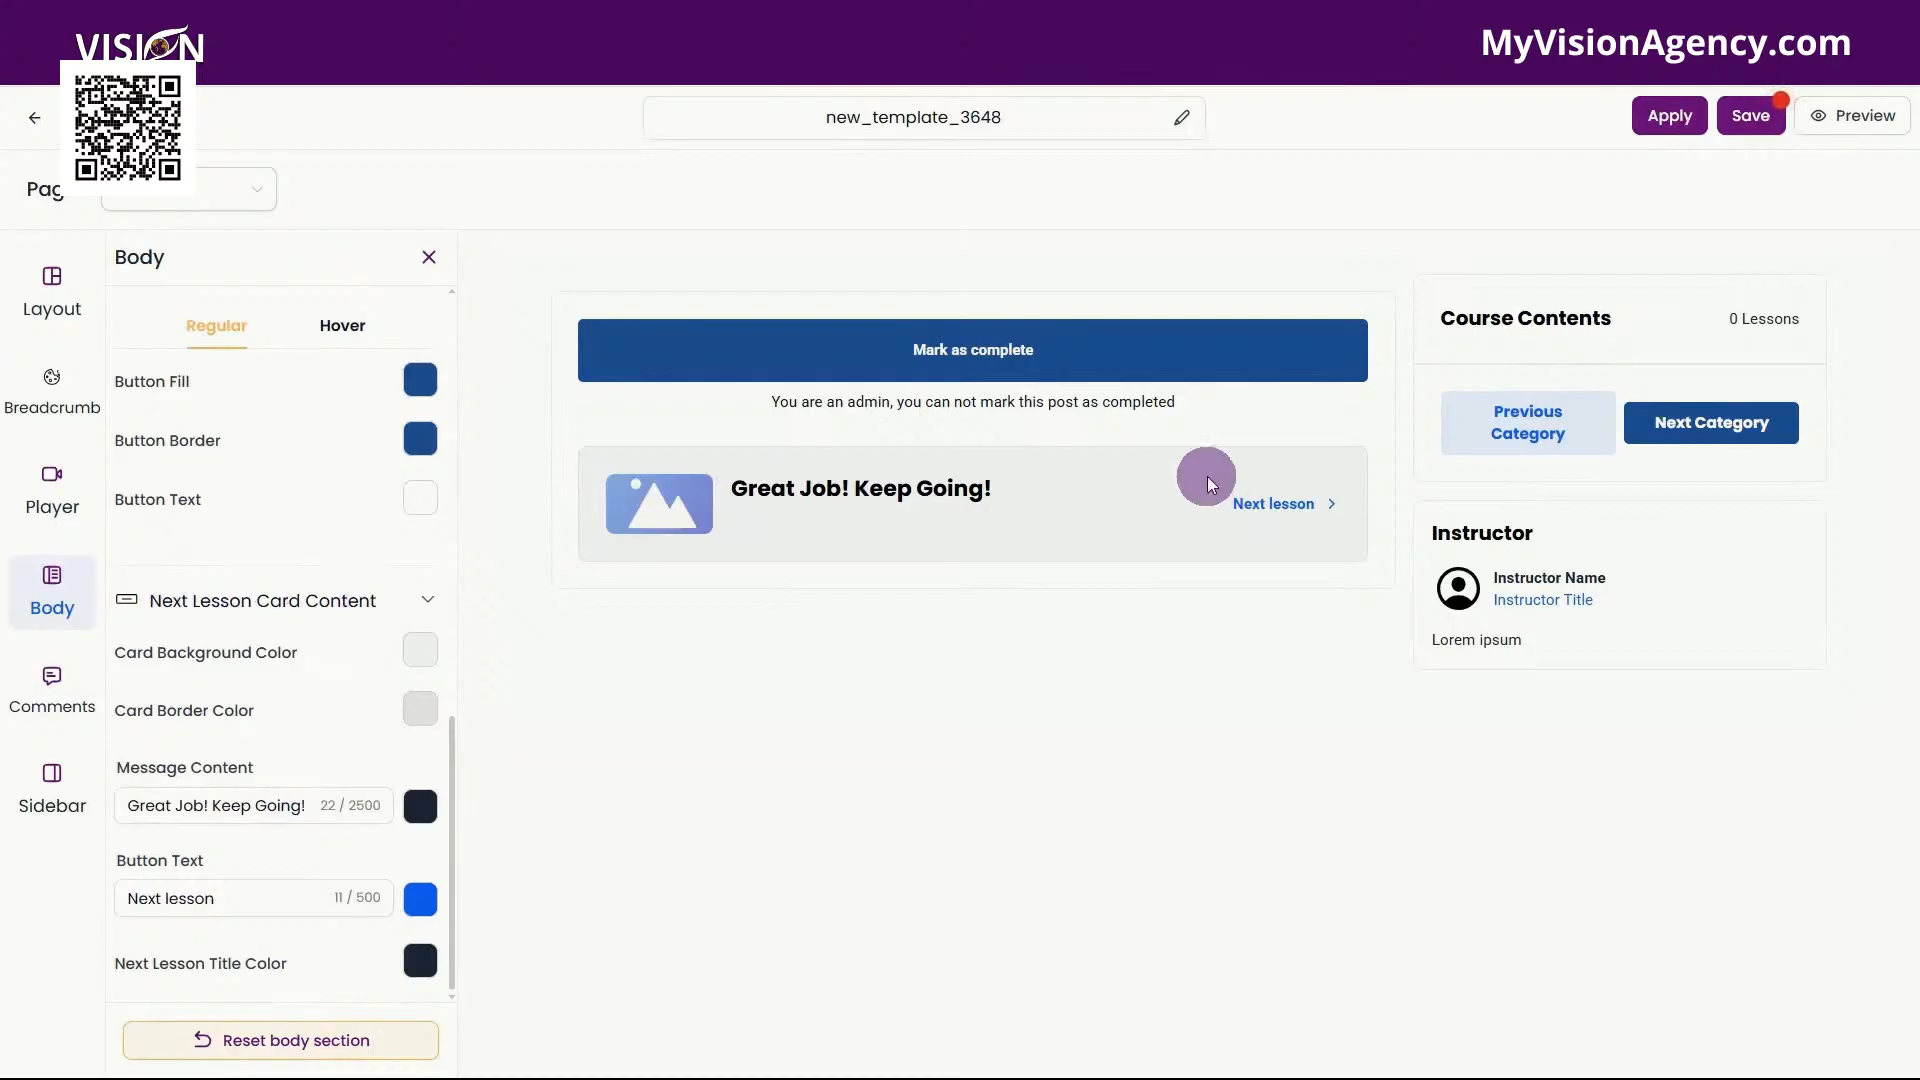 VISION
MyVisionAgency.com
new_template_3648
Apply
Save
Preview
Pag
Layout
Breadcrumb
Player
Body
Comments
Sidebar
Body
Regular
Hover
Button Fill
Button Border
Button Text
Next Lesson Card Content
Card Background Color
Card Border Color
Message Content
Great Job! Keep Going! 22 / 2500
Button Text
Next lesson 11 / 500
Next Lesson Title Color
Reset body section
Mark as complete
You are an admin, you can not mark this post as completed
Great Job! Keep Going!
Next lesson
Course Contents
0 Lessons
Previous
Category
Next Category
Instructor
Instructor Name
Instructor Title
Lorem ipsum